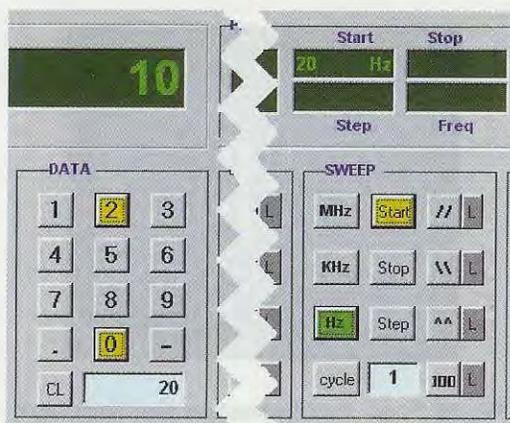 Start Stop
10
20 Hz
Step Freq
DATA
SWEEP
1 2 3
L
MHz Start // L
4 5 6
L
KHz Stop \\ L
7 8 9
Hz Step ^^ L
. 0 -
CL 20
cycle 1 L